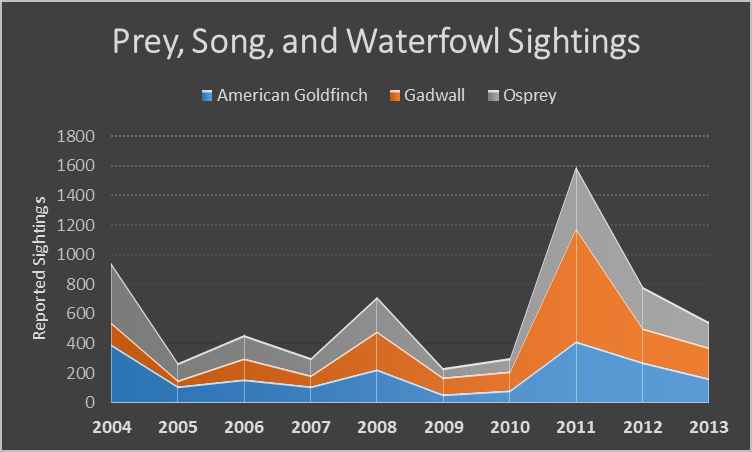 Prey, Song, and Waterfowl Sightings
American Goldfinch Gadwall Osprey
1800
1600
1400
1200
1000
800
600
400
200
0
Reported Sightings
2004 2005 2006 2007 2008 2009 2010 2011 2012 2013